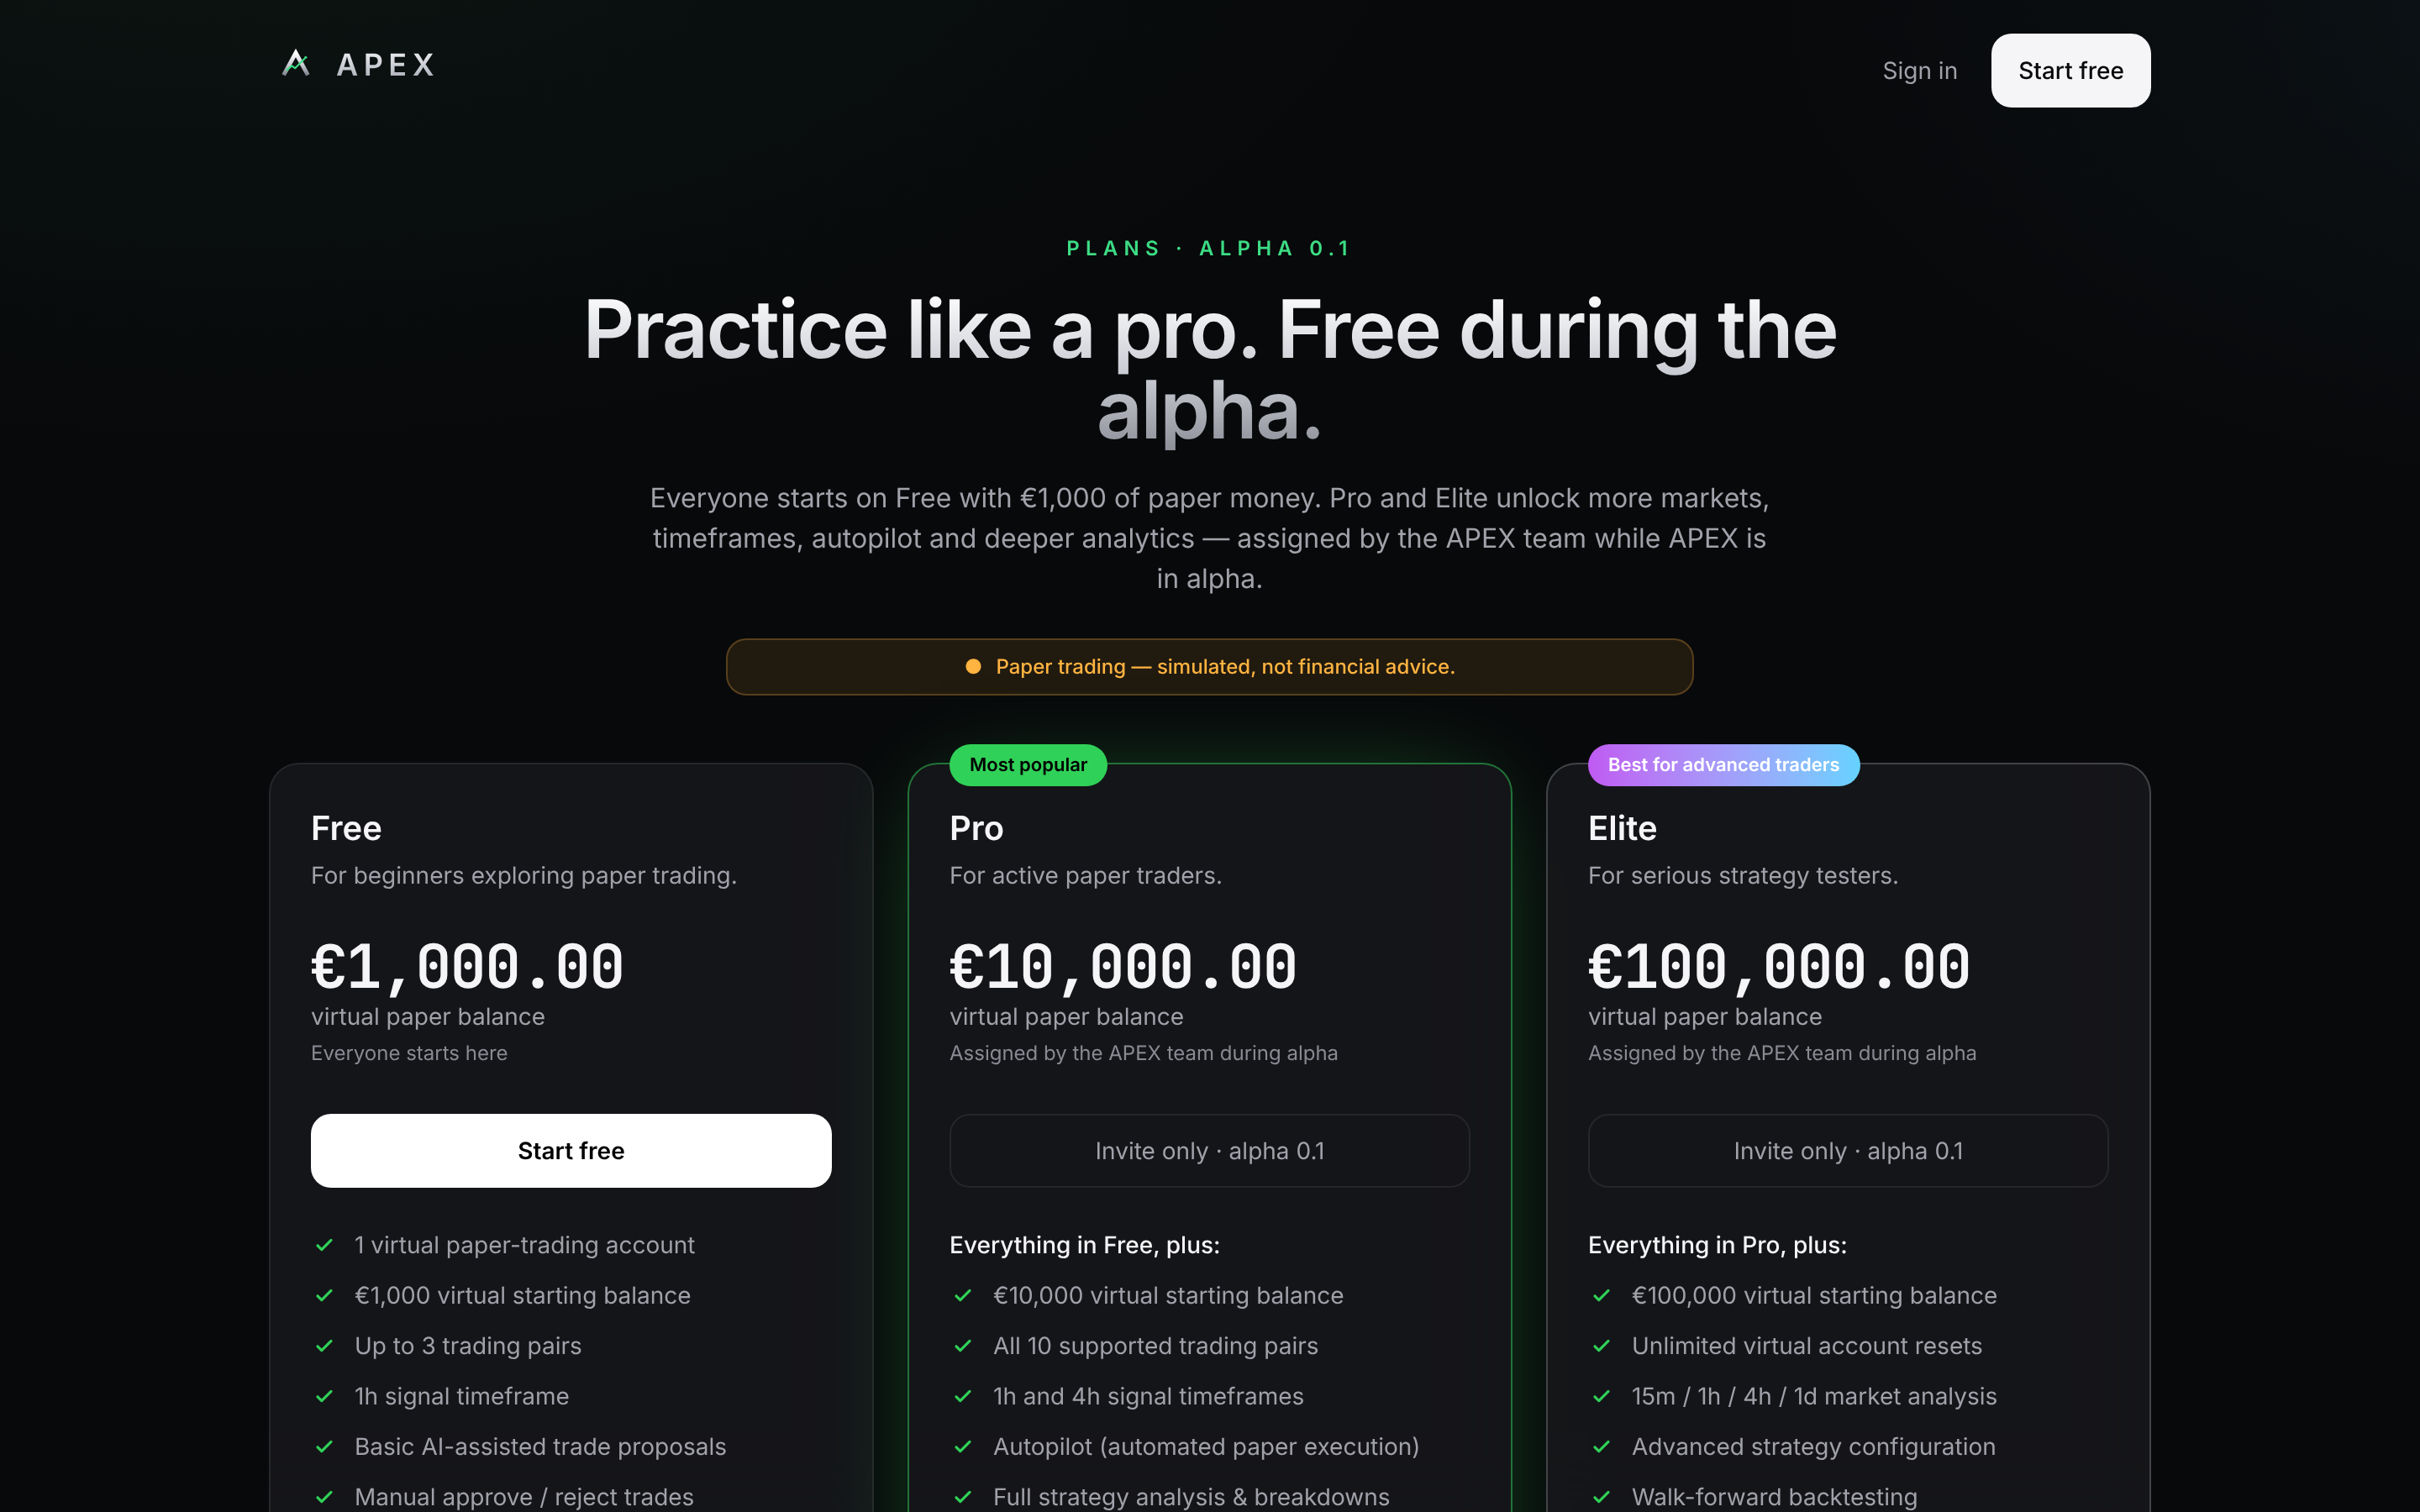 APEX
Sign in
Start free
PLANS · ALPHA 0.1
Practice like a pro. Free during the
alpha.
Everyone starts on Free with €1,000 of paper money. Pro and Elite unlock more markets,
timeframes, autopilot and deeper analytics — assigned by the APEX team while APEX is
in alpha.
Paper trading — simulated, not financial advice.
Free
For beginners exploring paper trading.
€1,000.00
virtual paper balance
Everyone starts here
Start free
1 virtual paper-trading account
€1,000 virtual starting balance
Up to 3 trading pairs
1h signal timeframe
Basic AI-assisted trade proposals
Manual approve / reject trades
Most popular
Pro
For active paper traders.
€10,000.00
virtual paper balance
Assigned by the APEX team during alpha
Invite only · alpha 0.1
Everything in Free, plus:
€10,000 virtual starting balance
All 10 supported trading pairs
1h and 4h signal timeframes
Autopilot (automated paper execution)
Full strategy analysis & breakdowns
Best for advanced traders
Elite
For serious strategy testers.
€100,000.00
virtual paper balance
Assigned by the APEX team during alpha
Invite only · alpha 0.1
Everything in Pro, plus:
€100,000 virtual starting balance
Unlimited virtual account resets
15m / 1h / 4h / 1d market analysis
Advanced strategy configuration
Walk-forward backtesting